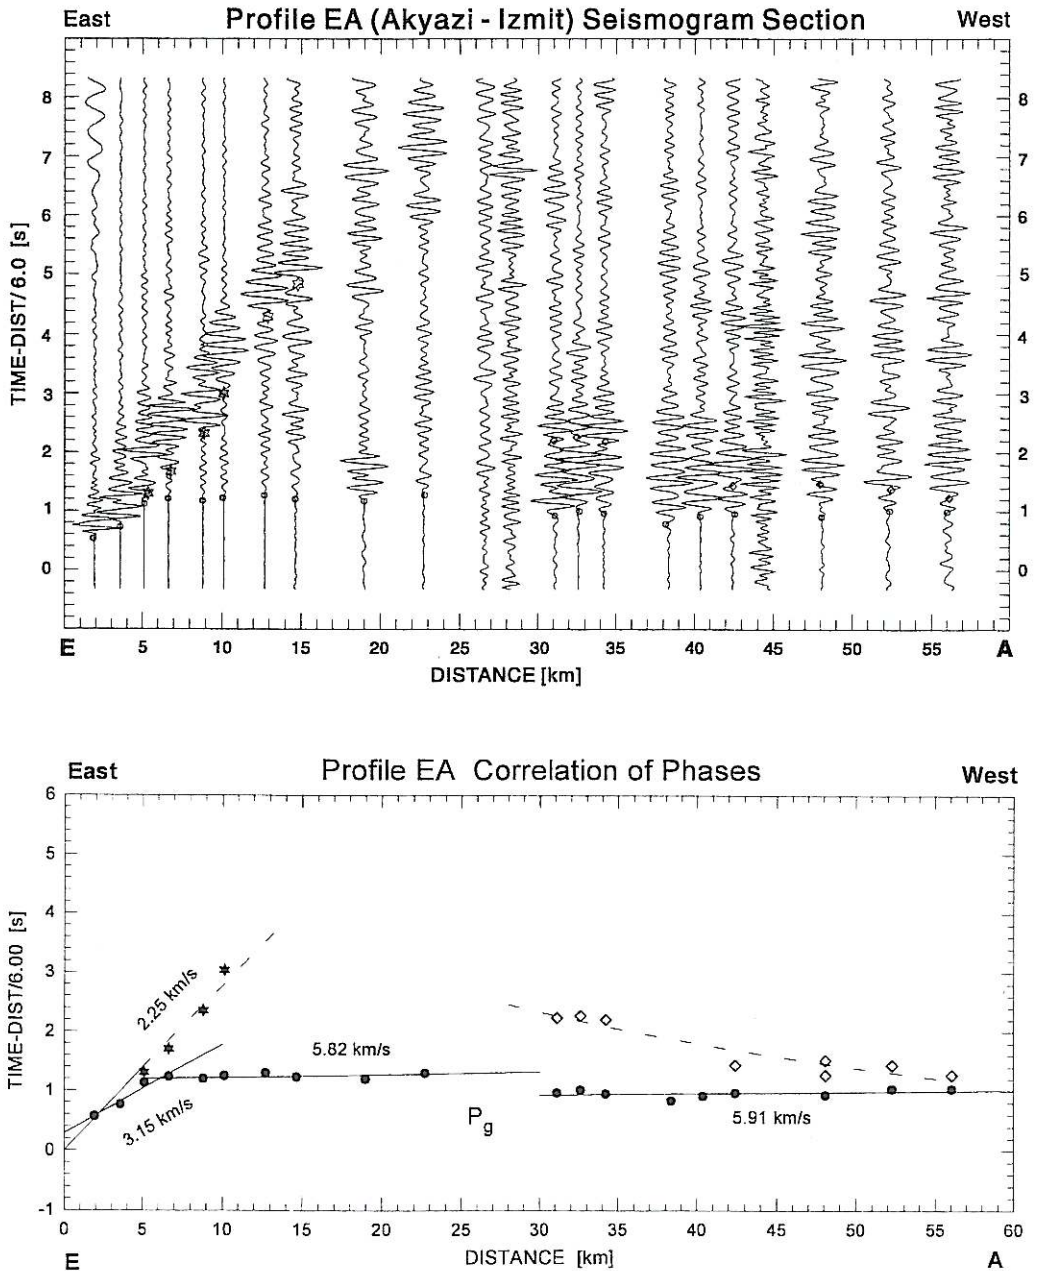 Profile EA (Akyazi - Izmit) Seismogram Section
East
West
8
7
6
5
4
3
2
1
0
TIME-DIST/6.0 [s]
8
7
6
5
4
3
2
1
0
E 5 10 15 20 25 30 35 40 45 50 55 A
DISTANCE [km]
East
Profile EA Correlation of Phases
West
6
5
4
3
2
1
0
-1
TIME-DIST/6.00 [s]
2.25 km/s
5.82 km/s
3.15 km/s
Pg
5.91 km/s
0 5 10 15 20 25 30 35 40 45 50 55 60
E
DISTANCE [km]
A